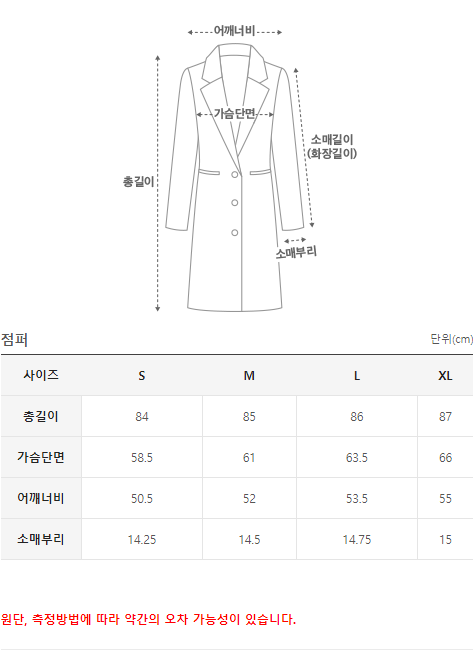 어깨너비
가슴단면
소매길이
(화장길이)
총길이
소매부리
점퍼 단위(cm)
사이즈 S M L XL
총길이 84 85 86 87
가슴단면 58.5 61 63.5 66
어깨너비 50.5 52 53.5 55
소매부리 14.25 14.5 14.75 15
원단, 측정방법에 따라 약간의 오차 가능성이 있습니다.